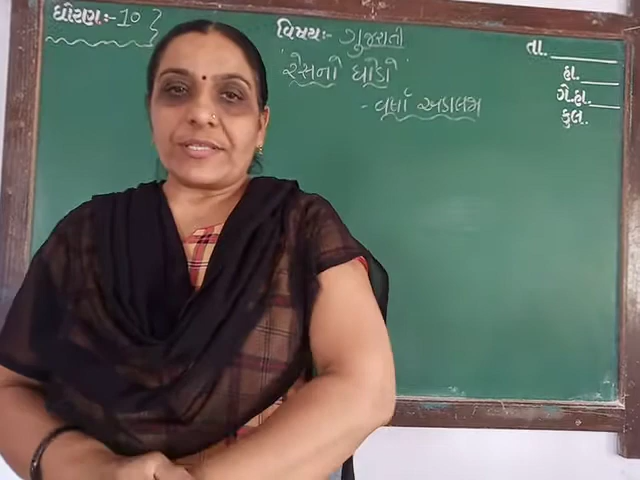 ધોરણ:-10
વિષય:- ગુજરાતી
'રેસનો ઘોડો'
- વર્ષા અડાલજા
તા.
હા.
ગે.હા.
કુલ.